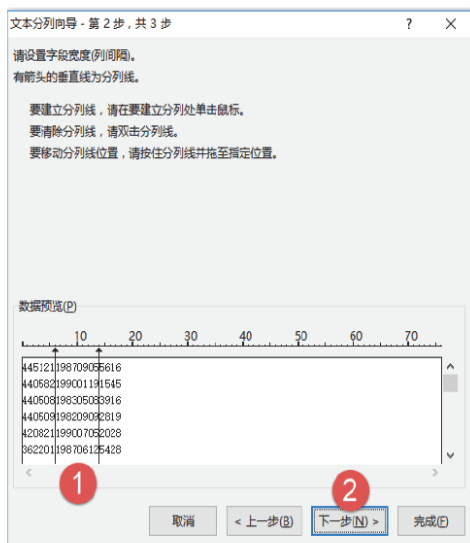 文本分列向导 - 第 2 步，共 3 步 ? ×
请设置字段宽度(列间隔)。
有箭头的垂直线为分列线。
要建立分列线，请在要建立分列处单击鼠标。
要清除分列线，请双击分列线。
要移动分列线位置，请按住分列线并拖至指定位置。
数据预览(P)
10 20 30 40 50 60 70
445121198709055616
440582199001191545
440508198305083916
440509198209092819
420821199007052028
362201198706125428
1 2
取消 < 上一步(B) 下一步(N) > 完成(F)